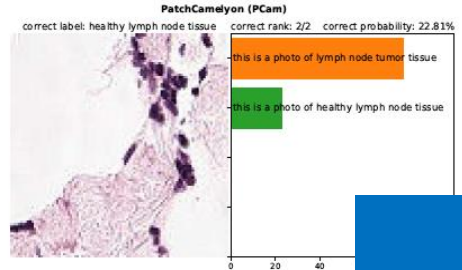 PatchCamelyon (PCam)
correct label: healthy lymph node tissue correct rank: 2/2 correct probability: 22.81%
this is a photo of lymph node tumor tissue
this is a photo of healthy lymph node tissue
0 20 40